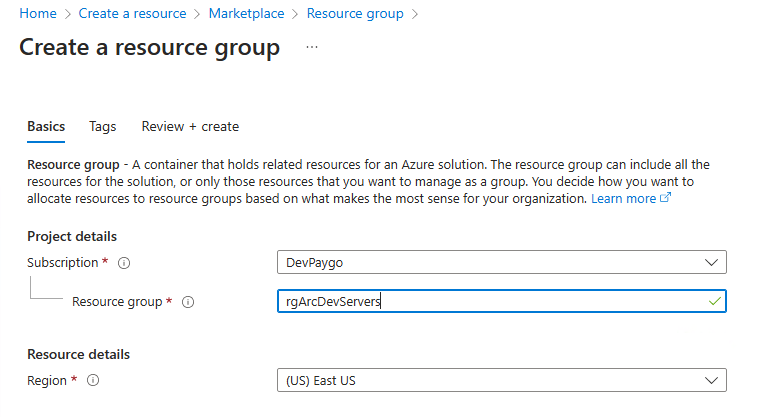 Home > Create a resource > Marketplace > Resource group >
Create a resource group ...
Basics Tags Review + create
Resource group - A container that holds related resources for an Azure solution. The resource group can include all the
resources for the solution, or only those resources that you want to manage as a group. You decide how you want to
allocate resources to resource groups based on what makes the most sense for your organization. Learn more
Project details
Subscription * DevPaygo
Resource group * rgArcDevServers
Resource details
Region * (US) East US